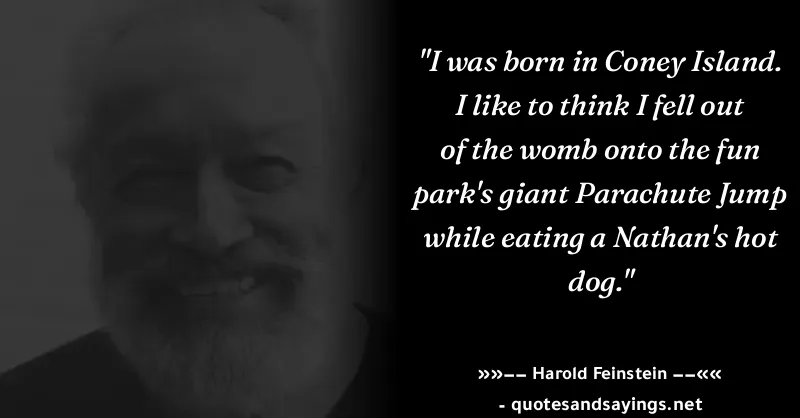 "I was born in Coney Island.
I like to think I fell out
of the womb onto the fun
park's giant Parachute Jump
while eating a Nathan's hot
dog."
»»–– Harold Feinstein ––««
- quotesandsayings.net